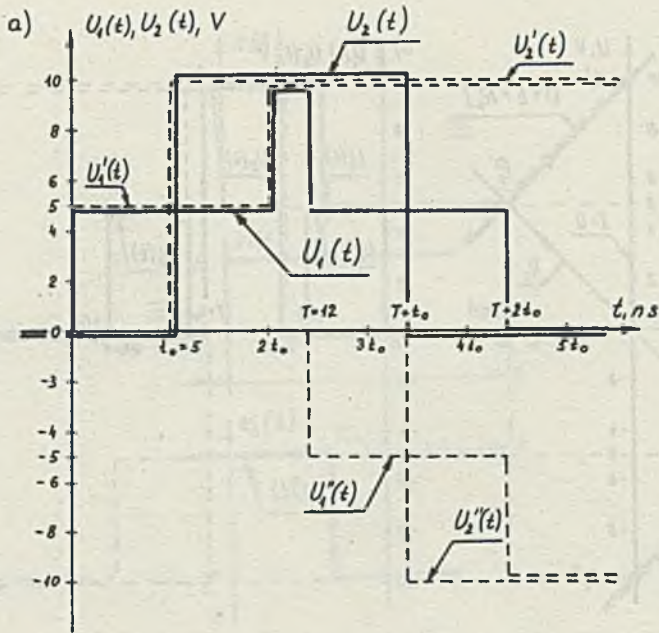 a) U₁(t), U₂(t), V
U₂(t)
U₂'(t)
10
8
6
U₁'(t)
5
4
U₁(t)
2
T=12
T+t₀
T+2t₀
t, ns
0
t₀=5
2t₀
3t₀
4t₀
5t₀
-3
-4
-5
-6
U₁"(t)
U₂"(t)
-8
-10